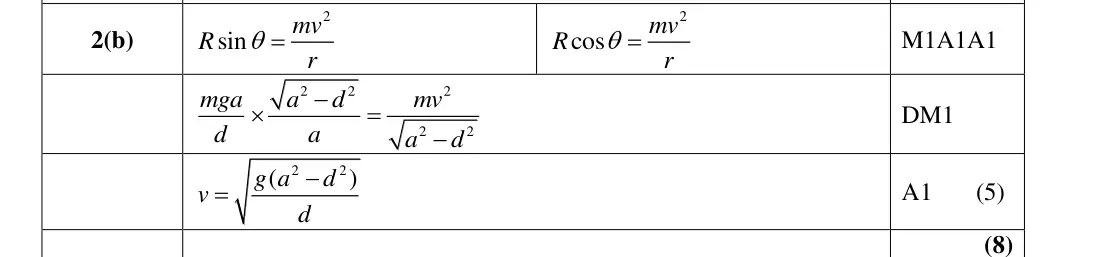 2(b) R sin θ = mv²/r R cos θ = mv²/r M1A1A1
mga/d × √(a² − d²)/a = mv²/√(a² − d²) DM1
v = √(g(a² − d²)/d) A1 (5)
(8)